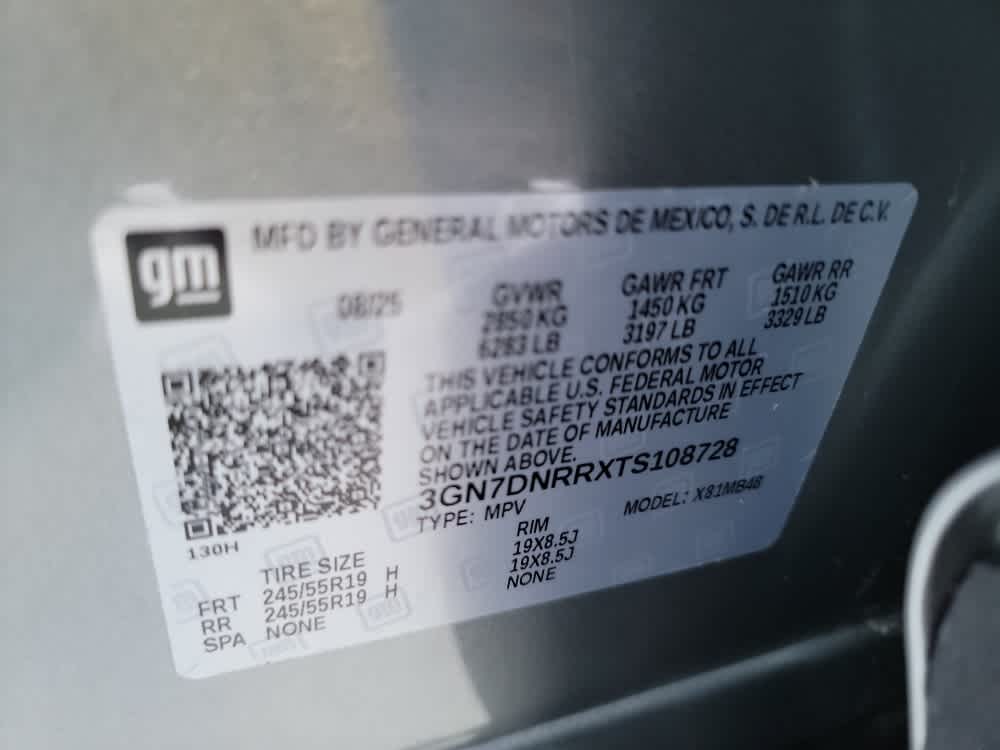 gm
MFD BY GENERAL MOTORS DE MEXICO, S. DE R.L. DE C.V.
08/25 GVWR GAWR FRT GAWR RR
2850 KG 1450 KG 1510 KG
6283 LB 3197 LB 3329 LB
THIS VEHICLE CONFORMS TO ALL
APPLICABLE U.S. FEDERAL MOTOR
VEHICLE SAFETY STANDARDS IN EFFECT
ON THE DATE OF MANUFACTURE
SHOWN ABOVE.
3GN7DNRRXTS108728
TYPE: MPV MODEL: X81MB48
130H
TIRE SIZE RIM
FRT 245/55R19 H 19X8.5J
RR 245/55R19 H 19X8.5J
SPA NONE NONE